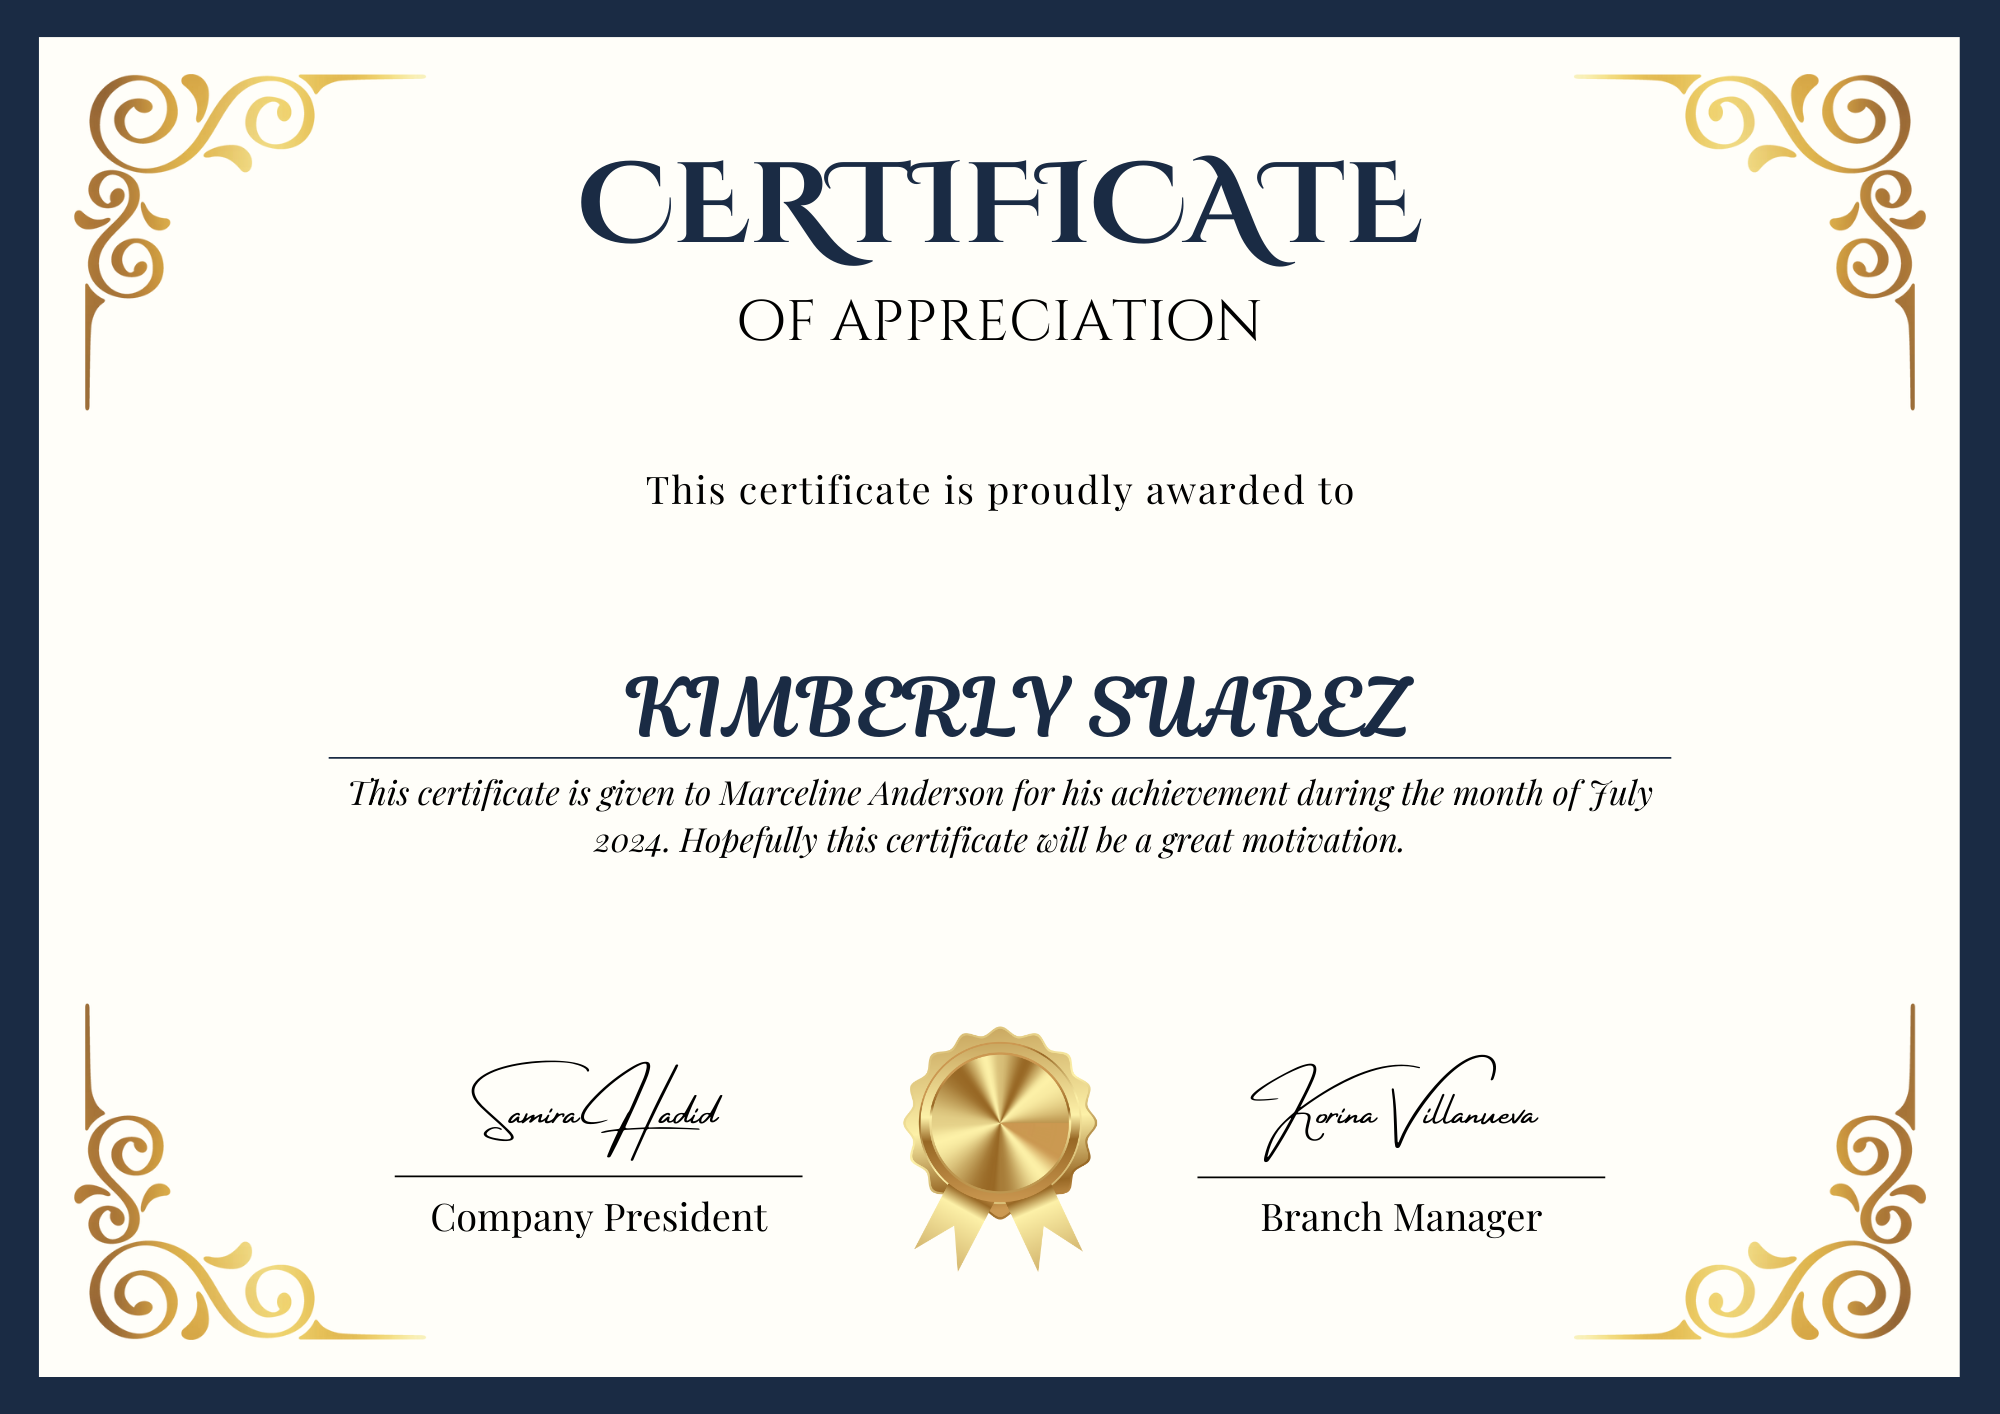 CERTIFICATE
OF APPRECIATION
This certificate is proudly awarded to
KIMBERLY SUAREZ
This certificate is given to Marceline Anderson for his achievement during the month of July
2024. Hopefully this certificate will be a great motivation.
Samira Hadid
Korina Villanueva
Company President
Branch Manager